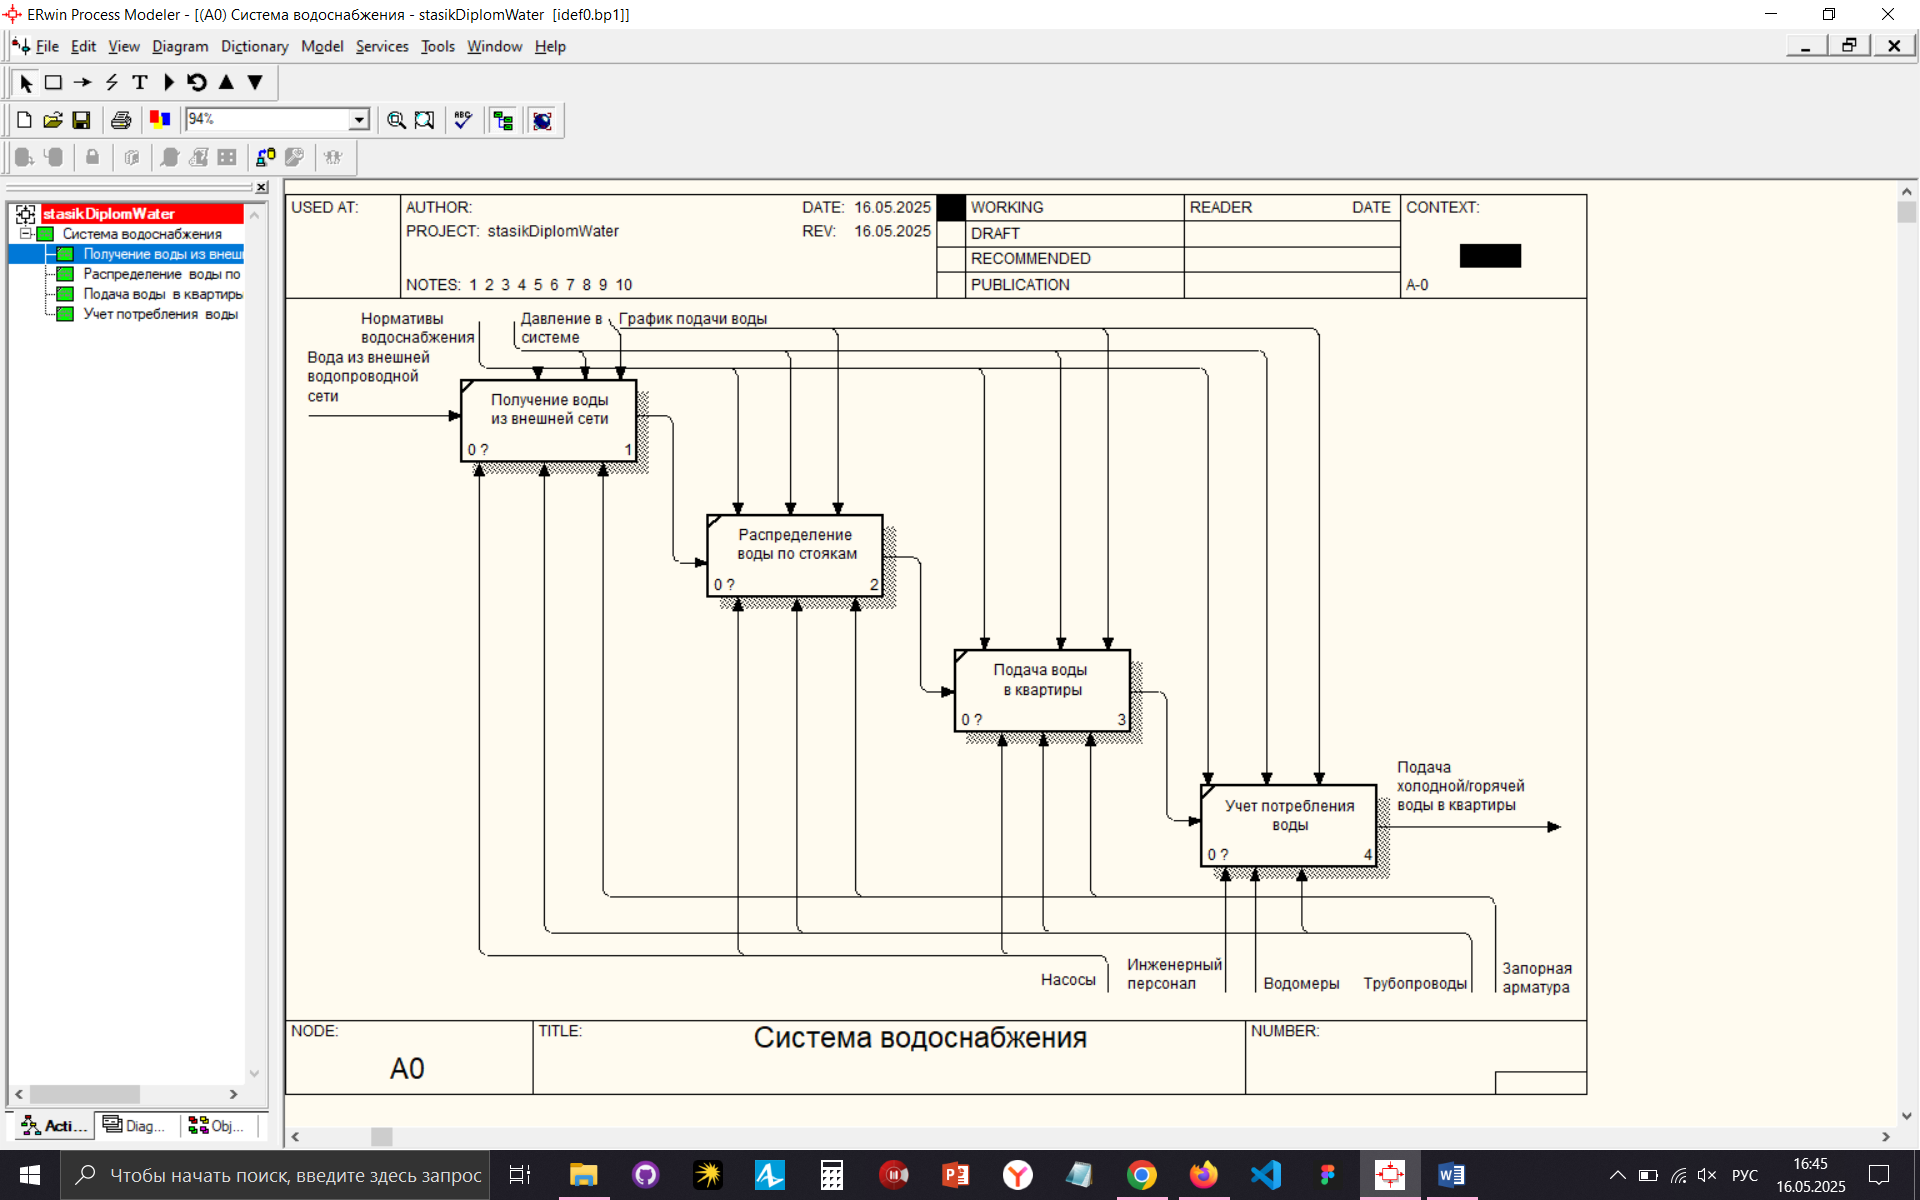 ERwin Process Modeler - [(A0) Система водоснабжения - stasikDiplomWater [idef0.bp1]]
File Edit View Diagram Dictionary Model Services Tools Window Help
T
94%
ABC
stasikDiplomWater
Система водоснабжения
Получение воды из внеш
Распределение воды по
Подача воды в квартиры
Учет потребления воды
Acti... Diag... Obj...
USED AT:
AUTHOR:
PROJECT: stasikDiplomWater
NOTES: 1 2 3 4 5 6 7 8 9 10
DATE: 16.05.2025
REV: 16.05.2025
WORKING
DRAFT
RECOMMENDED
PUBLICATION
READER DATE
CONTEXT:
A-0
Нормативы
водоснабжения
Давление в
системе
График подачи воды
Вода из внешней
водопроводной
сети
Получение воды
из внешней сети
0 ? 1
Распределение
воды по стоякам
0 ? 2
Подача воды
в квартиры
0 ? 3
Учет потребления
воды
0 ? 4
Подача
холодной/горячей
воды в квартиры
Насосы
Инженерный
персонал
Водомеры
Трубопроводы
Запорная
арматура
NODE:
A0
TITLE:
Система водоснабжения
NUMBER:
Чтобы начать поиск, введите здесь запрос
РУС
16:45
16.05.2025